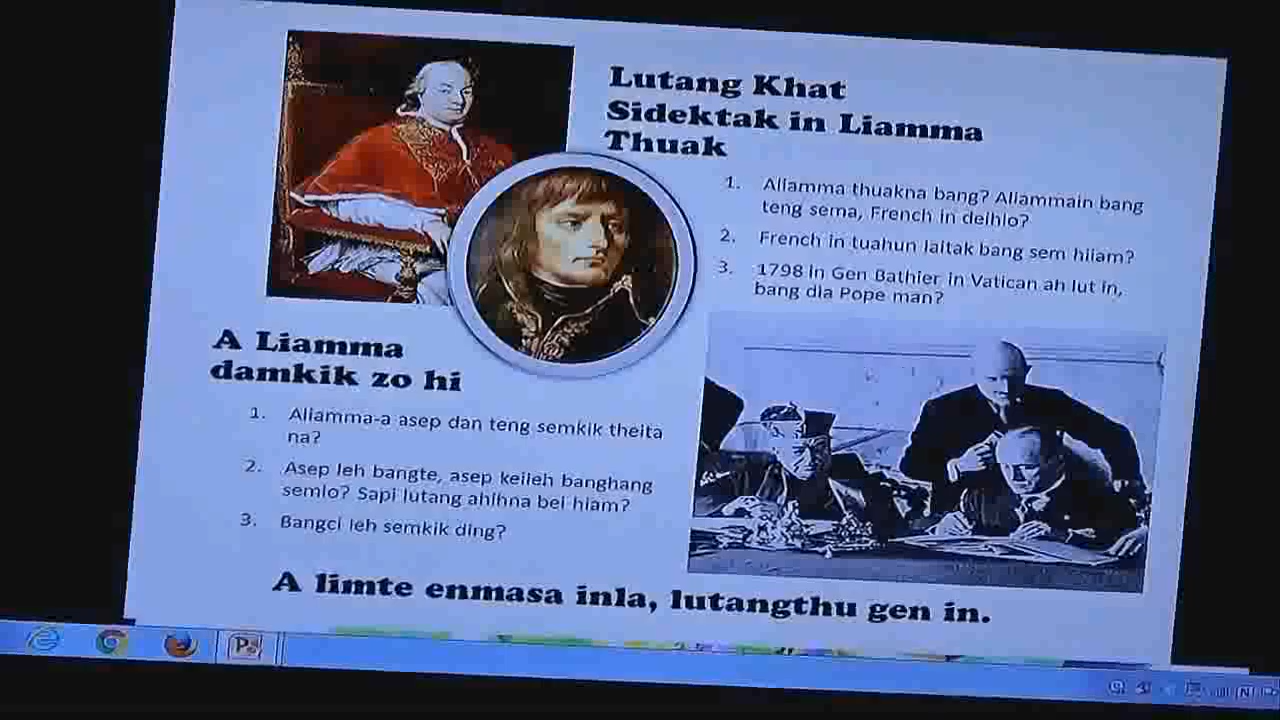 Lutang Khat
Sidektak in Liamma
Thuak
1. Aliamma thuakna bang? Aliammain bang
teng sema, French in deihlo?
2. French in tuahun laitak bang sem hiiam?
3. 1798 in Gen Bathier in Vatican ah lut in,
bang dia Pope man?
A Liamma
damkik zo hi
1. Aliamma-a asep dan teng semkik theita
na?
2. Asep leh bangte, asep keileh banghang
semlo? Sapi lutang ahihna bei hiam?
3. Bangci leh semkik ding?
A limte enmasa inla, lutangthu gen in.